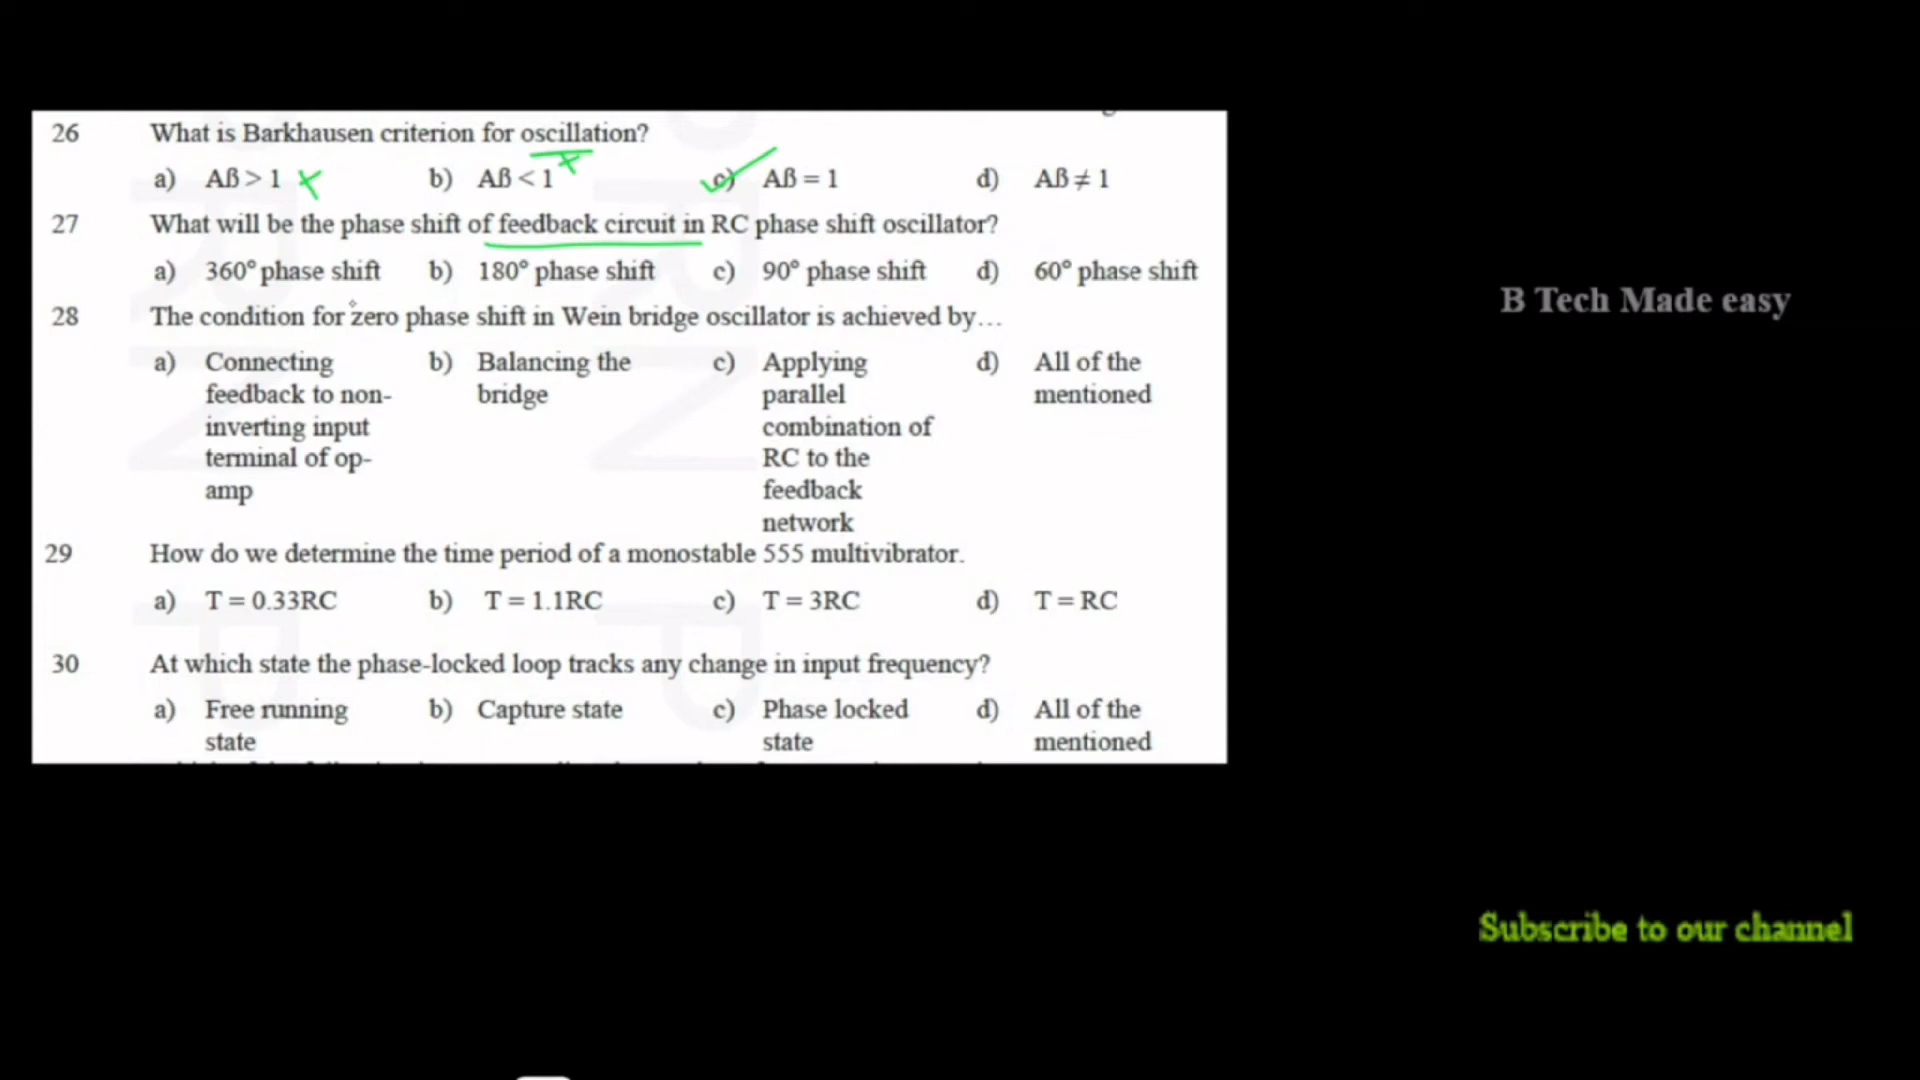 26 What is Barkhausen criterion for oscillation?
a) Aß > 1 b) Aß < 1 c) Aß = 1 d) Aß ≠ 1
27 What will be the phase shift of feedback circuit in RC phase shift oscillator?
a) 360° phase shift b) 180° phase shift c) 90° phase shift d) 60° phase shift
28 The condition for zero phase shift in Wein bridge oscillator is achieved by…
a) Connecting b) Balancing the c) Applying d) All of the
feedback to non- bridge parallel mentioned
inverting input combination of
terminal of op- RC to the
amp feedback
network
29 How do we determine the time period of a monostable 555 multivibrator.
a) T = 0.33RC b) T = 1.1RC c) T = 3RC d) T = RC
30 At which state the phase-locked loop tracks any change in input frequency?
a) Free running b) Capture state c) Phase locked d) All of the
state state mentioned
B Tech Made easy
Subscribe to our channel